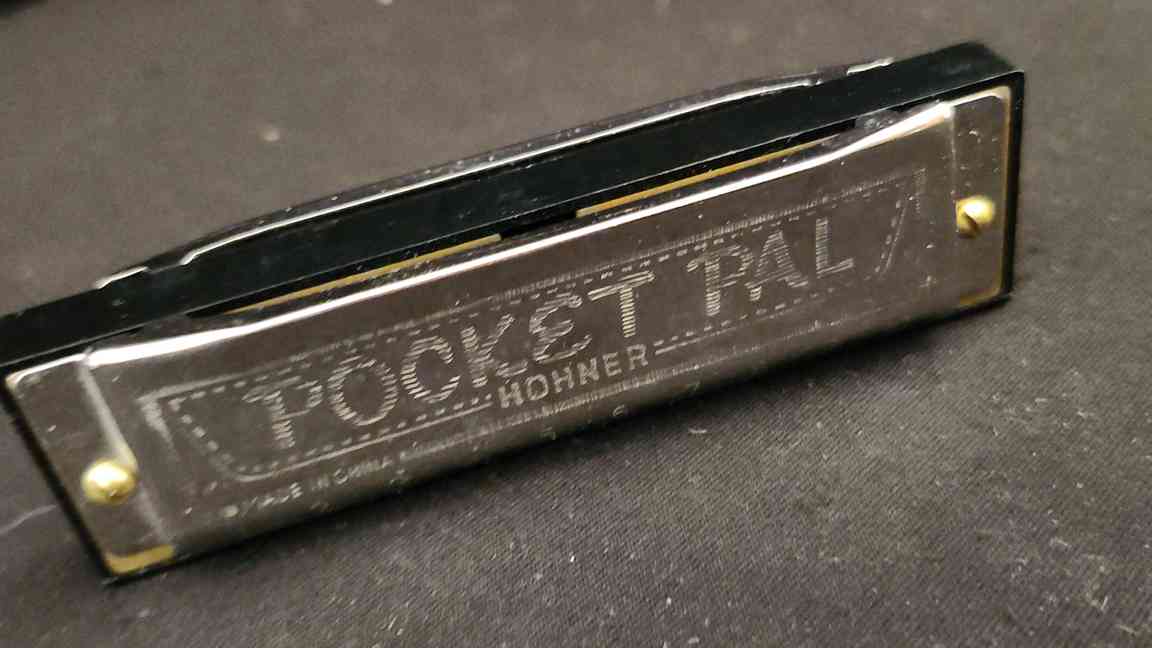 POCKET PAL
HOHNER
MADE IN CHINA